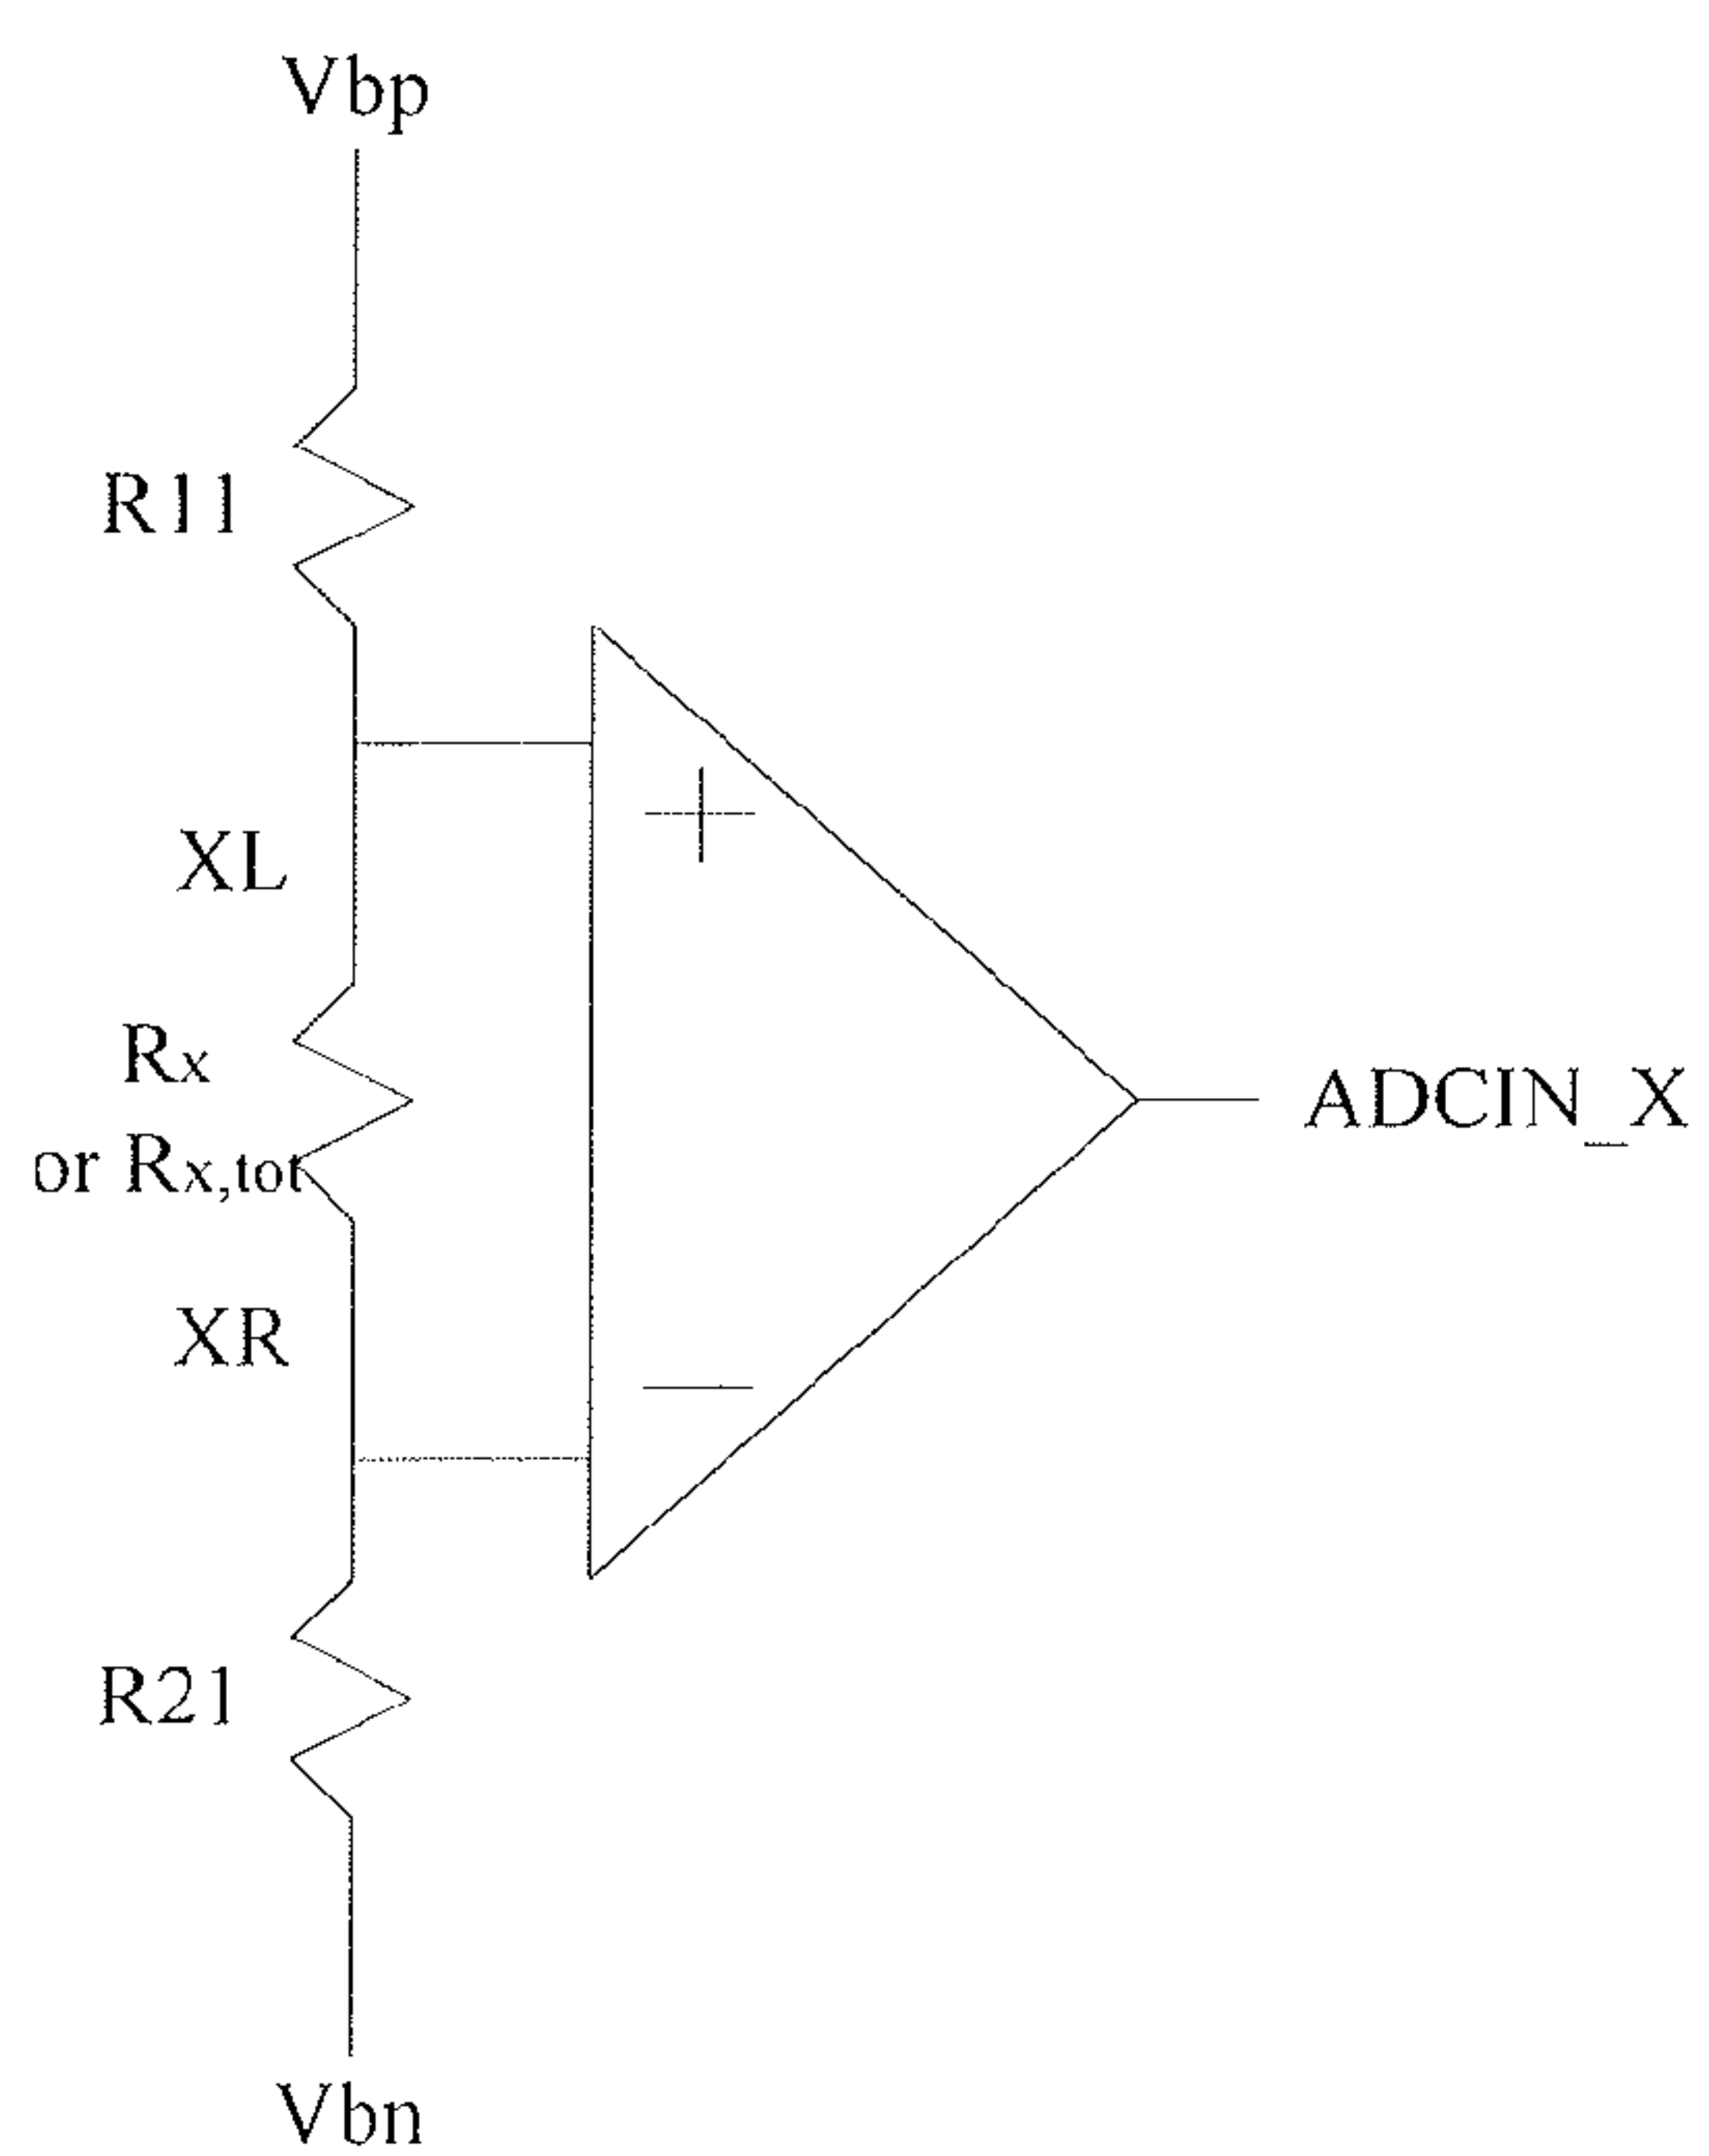 Vbp
R11
+
XL
Rx
or Rx,tot
ADCIN_X
XR
−
R21
Vbn